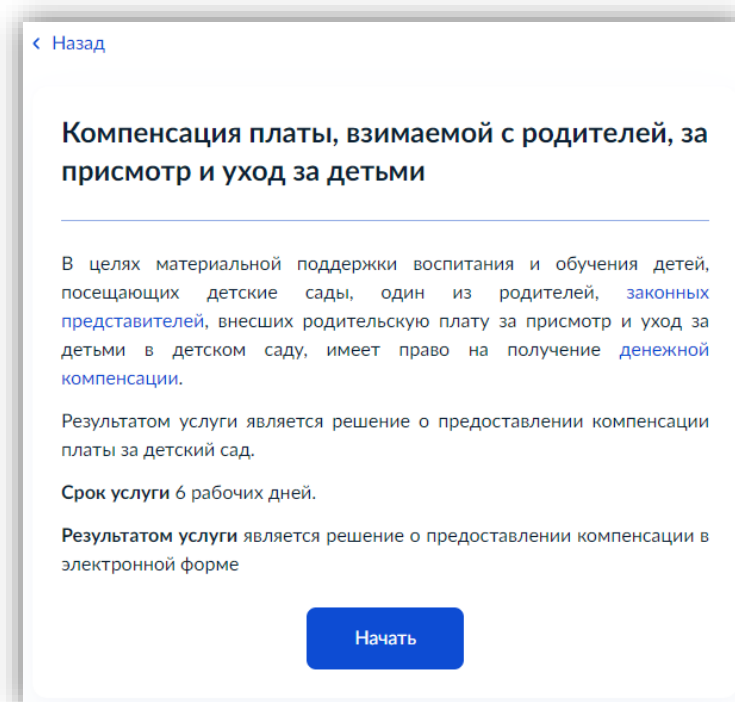 Назад
Компенсация платы, взимаемой с родителей, за
присмотр и уход за детьми
В целях материальной поддержки воспитания и обучения детей,
посещающих детские сады, один из родителей, законных
представителей, внесших родительскую плату за присмотр и уход за
детьми в детском саду, имеет право на получение денежной
компенсации.
Результатом услуги является решение о предоставлении компенсации
платы за детский сад.
Срок услуги 6 рабочих дней.
Результатом услуги является решение о предоставлении компенсации в
электронной форме
Начать